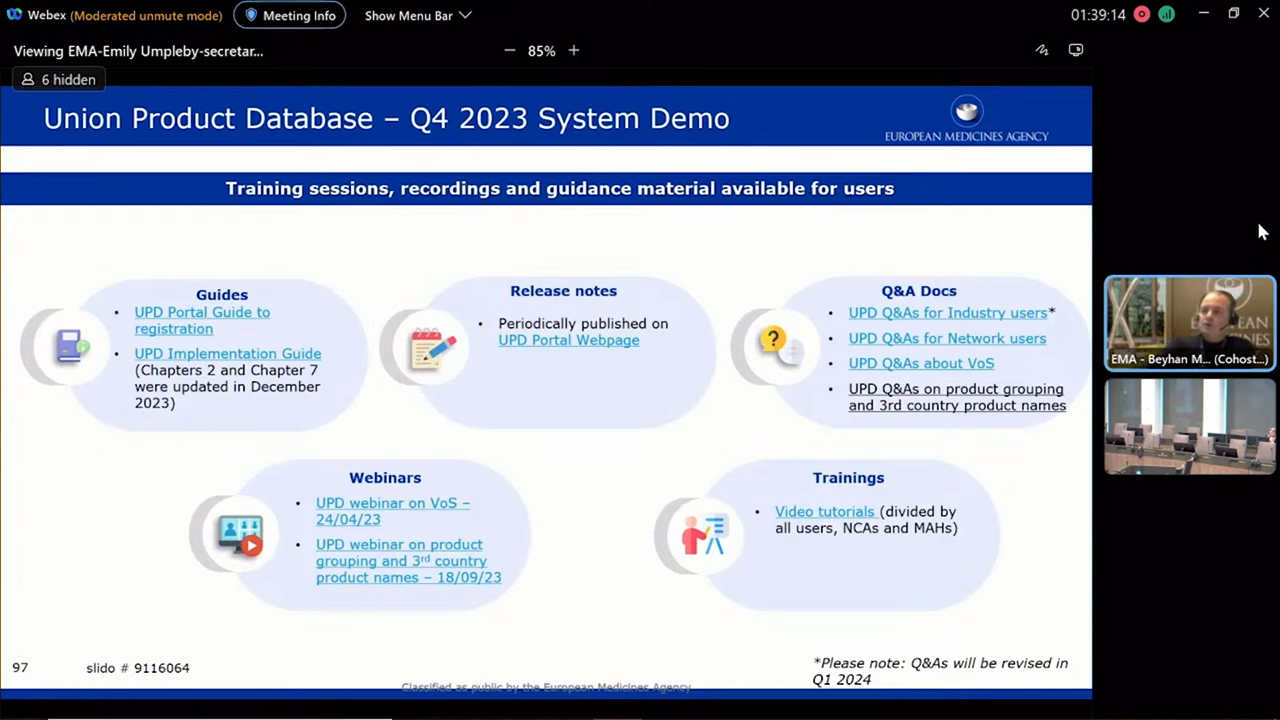 Webex (Moderated unmute mode) Meeting Info Show Menu Bar 01:39:14
Viewing EMA-Emily Umpleby-secretar... 85%
6 hidden
Union Product Database – Q4 2023 System Demo
EUROPEAN MEDICINES AGENCY
Training sessions, recordings and guidance material available for users
Guides
• UPD Portal Guide to
registration
• UPD Implementation Guide
(Chapters 2 and Chapter 7
were updated in December
2023)
Release notes
• Periodically published on
UPD Portal Webpage
Q&A Docs
• UPD Q&As for Industry users*
• UPD Q&As for Network users
• UPD Q&As about VoS
• UPD Q&As on product grouping
and 3rd country product names
EUROPEAN
EMA - Beyhan M... (Cohost...)
Webinars
• UPD webinar on VoS –
24/04/23
• UPD webinar on product
grouping and 3rd country
product names – 18/09/23
Trainings
• Video tutorials (divided by
all users, NCAs and MAHs)
97 slido # 9116064
*Please note: Q&As will be revised in
Q1 2024
Classified as public by the European Medicines Agency